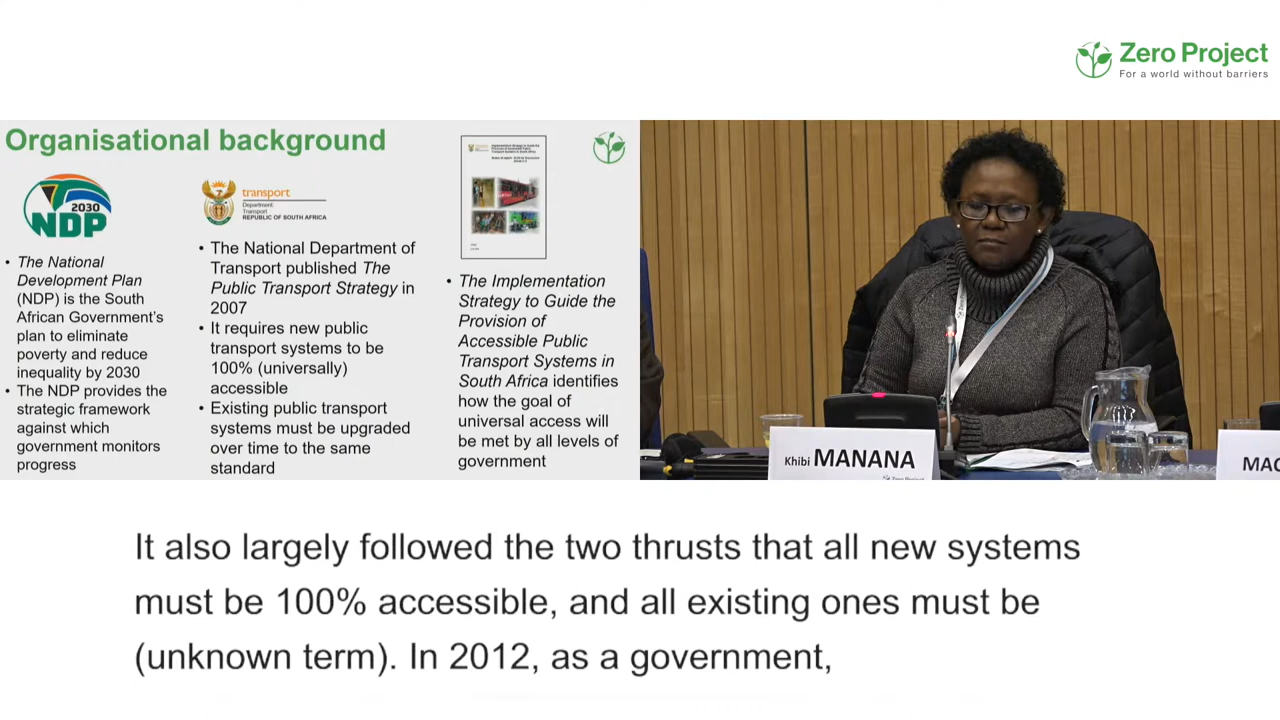 Zero Project
For a world without barriers
Organisational background
2030
NDP
• The National
Development Plan
(NDP) is the South
African Government's
plan to eliminate
poverty and reduce
inequality by 2030
• The NDP provides the
strategic framework
against which
government monitors
progress
transport
Department:
Transport
REPUBLIC OF SOUTH AFRICA
• The National Department of
Transport published The
Public Transport Strategy in
2007
• It requires new public
transport systems to be
100% (universally)
accessible
• Existing public transport
systems must be upgraded
over time to the same
standard
• The Implementation
Strategy to Guide the
Provision of
Accessible Public
Transport Systems in
South Africa identifies
how the goal of
universal access will
be met by all levels of
government
Khibi MANANA
Zero Project
MAC
It also largely followed the two thrusts that all new systems
must be 100% accessible, and all existing ones must be
(unknown term). In 2012, as a government,